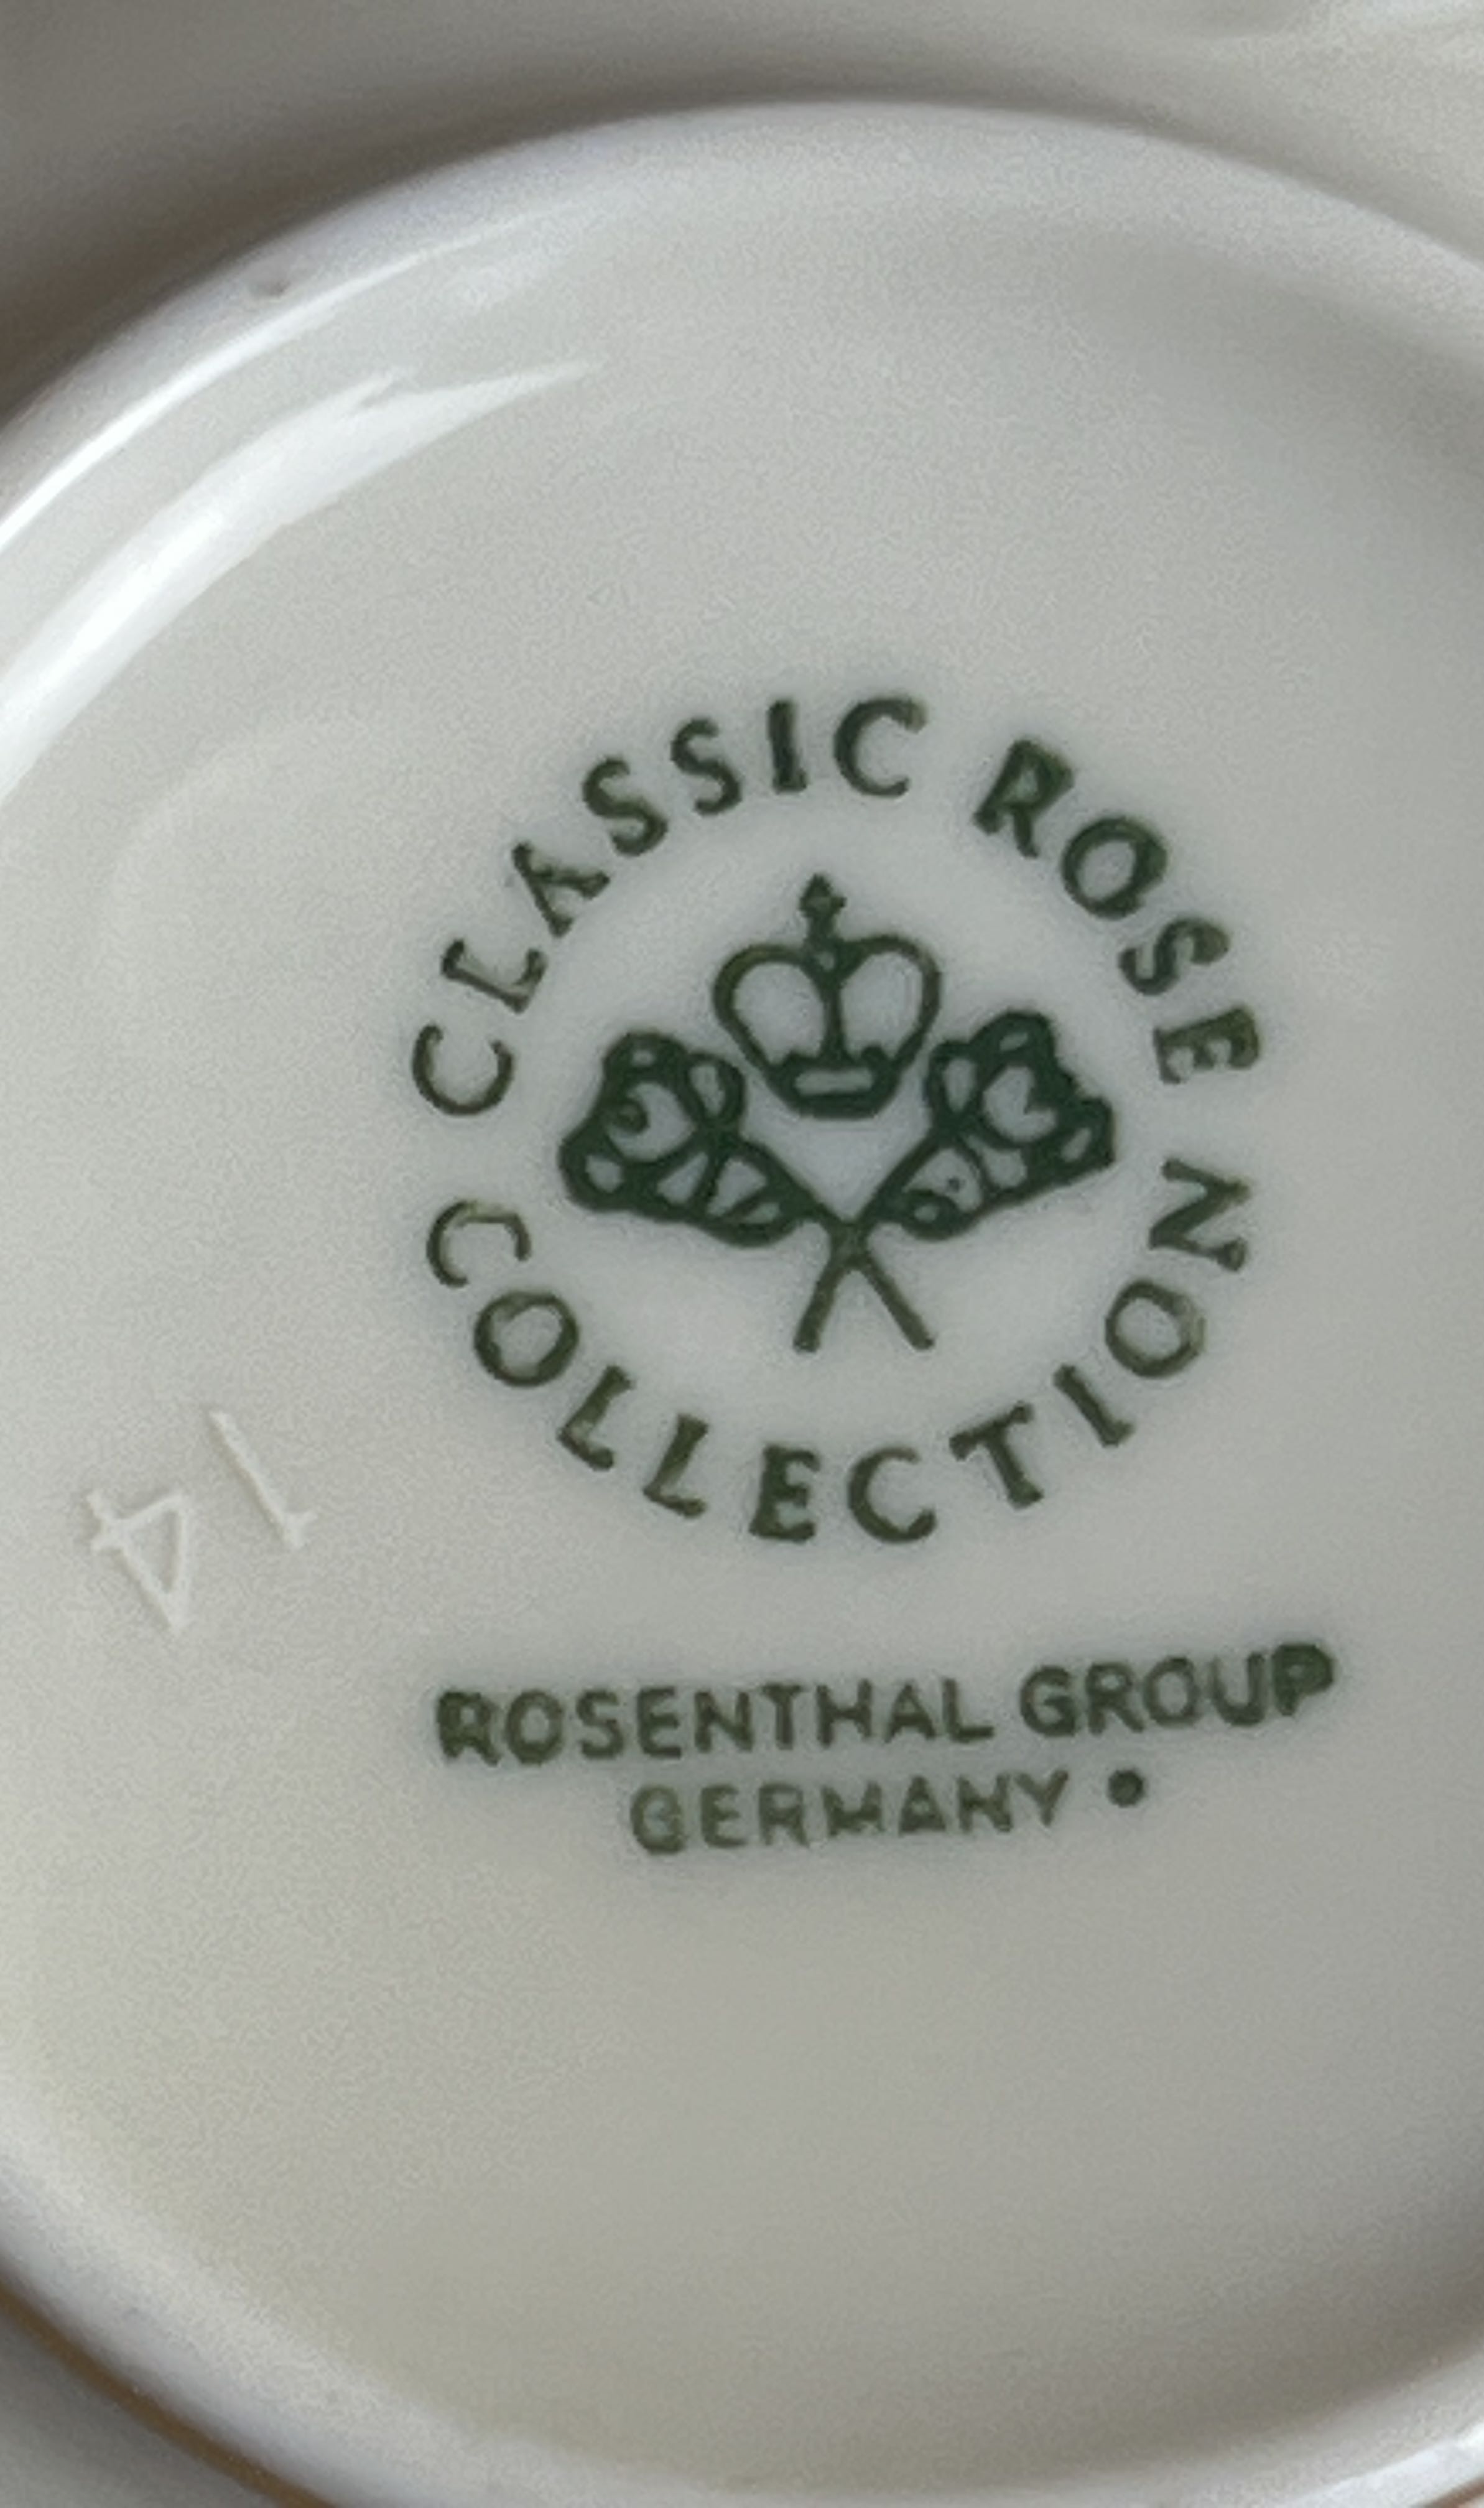 CLASSIC ROSE
COLLECTION
14
ROSENTHAL GROUP
GERMANY •